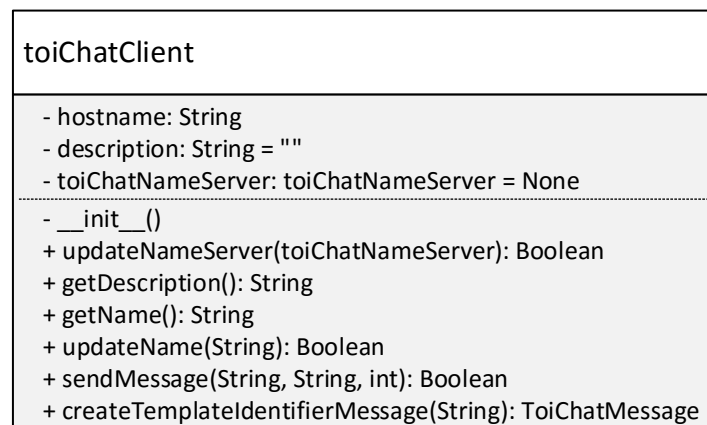 toiChatClient
- hostname: String
- description: String = ""
- toiChatNameServer: toiChatNameServer = None
- __init__()
+ updateNameServer(toiChatNameServer): Boolean
+ getDescription(): String
+ getName(): String
+ updateName(String): Boolean
+ sendMessage(String, String, int): Boolean
+ createTemplateIdentifierMessage(String): ToiChatMessage